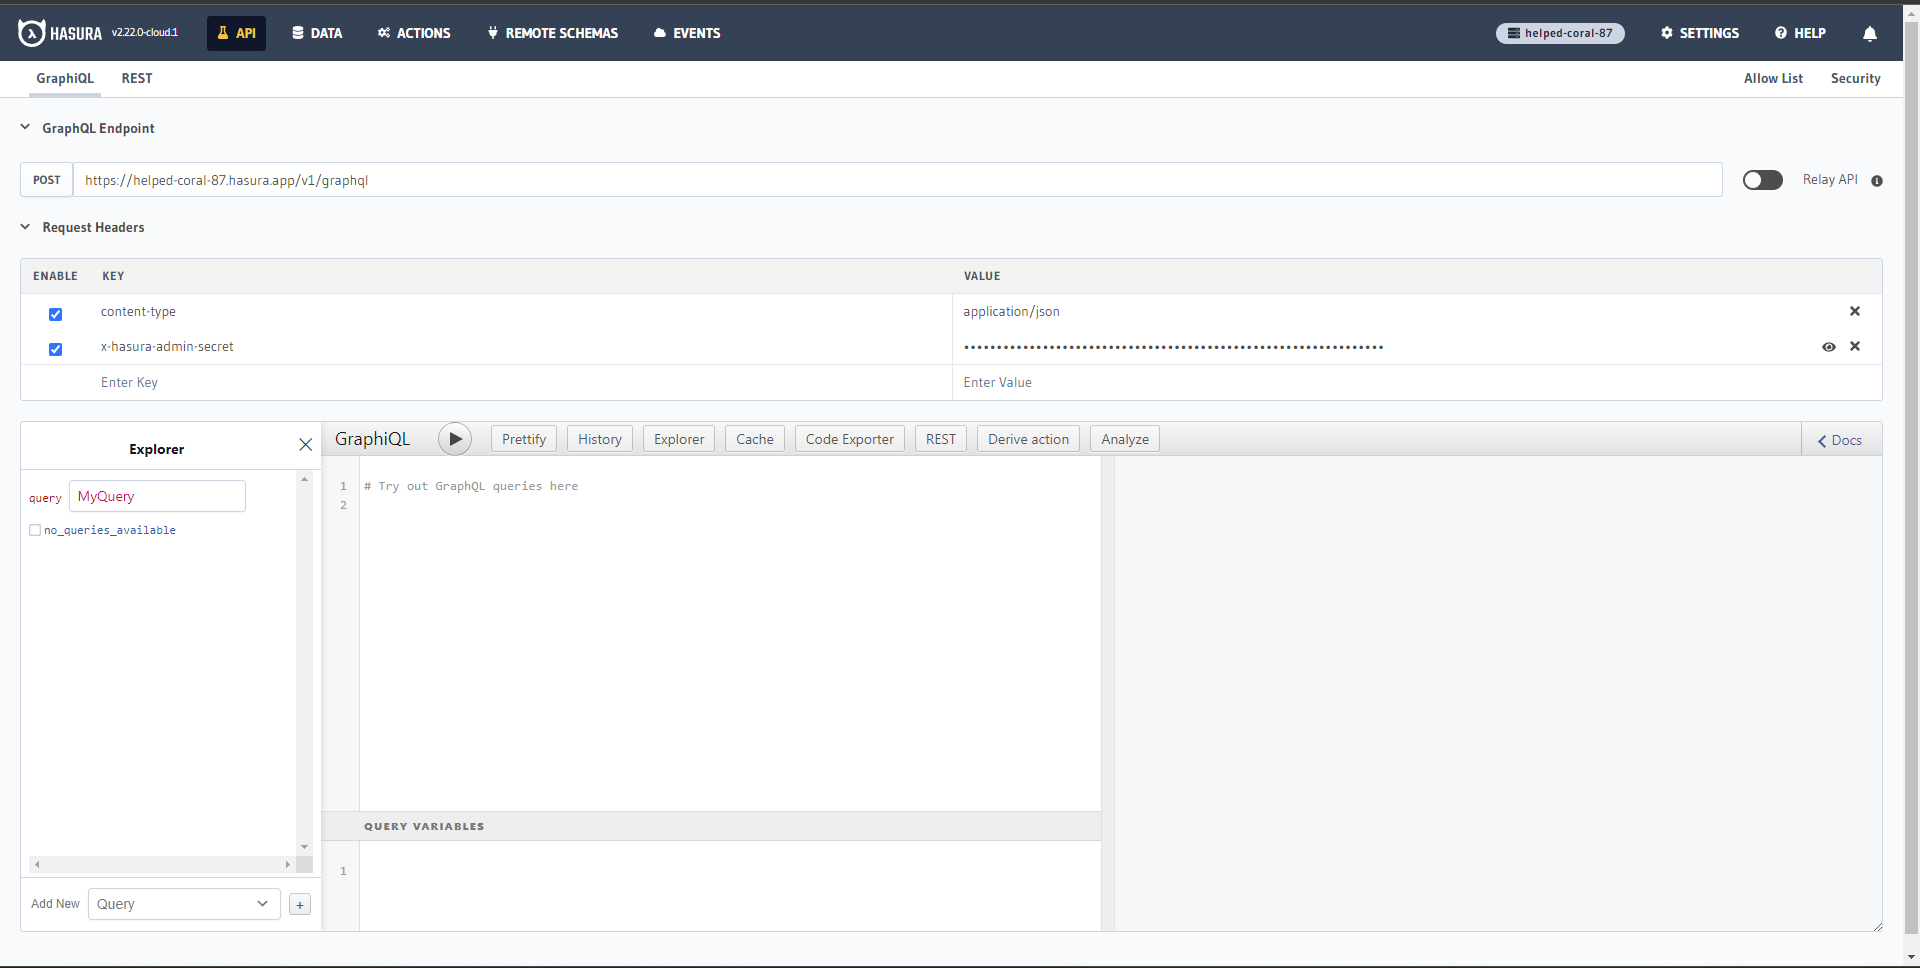 HASURA v2.22.0-cloud.1 API DATA ACTIONS REMOTE SCHEMAS EVENTS helped-coral-87 SETTINGS HELP
GraphiQL REST Allow List Security
GraphQL Endpoint
POST https://helped-coral-87.hasura.app/v1/graphql Relay API
Request Headers
ENABLE KEY VALUE
content-type application/json
x-hasura-admin-secret ••••••••••••••••••••••••••••••••••••••••••••••••••••••••••••••••
Enter Key Enter Value
Explorer
GraphiQL Prettify History Explorer Cache Code Exporter REST Derive action Analyze Docs
query MyQuery
no_queries_available
1 # Try out GraphQL queries here
2
QUERY VARIABLES
1
Add New Query +